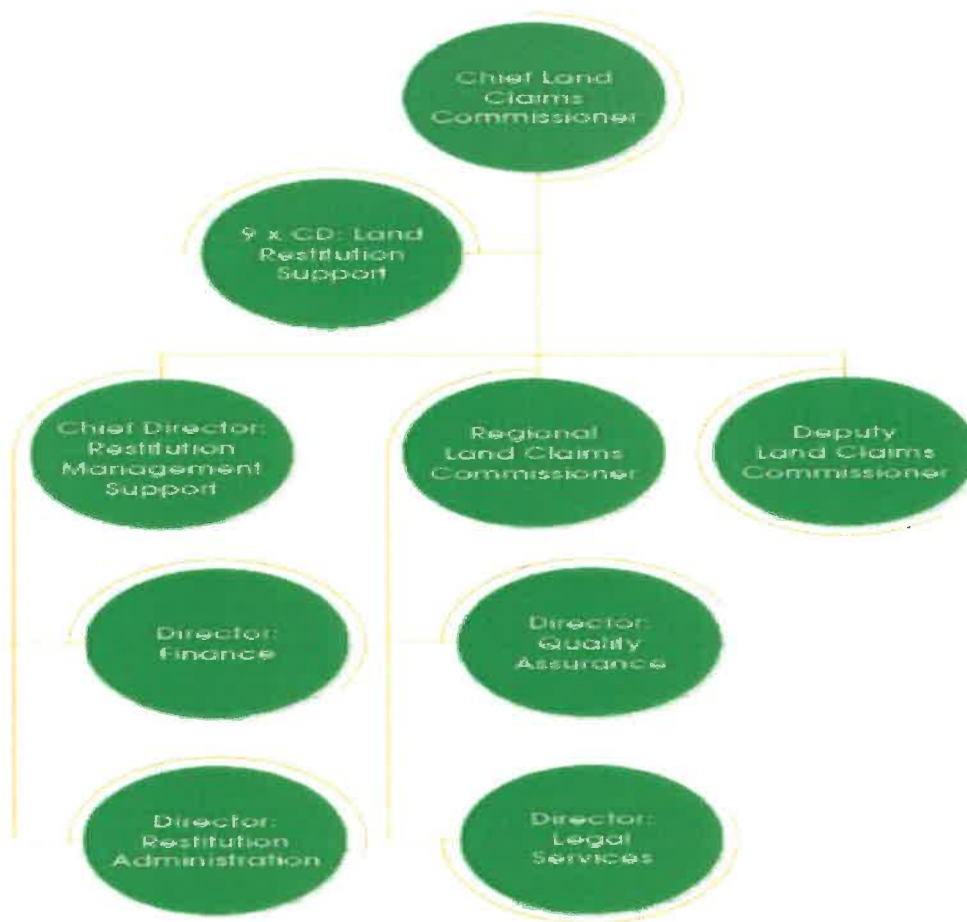 Chief Land
Claims
Commissioner
9 x CD: Land
Restitution
Support
Chief Director:
Restitution
Management
Support
Regional
Land Claims
Commissioner
Deputy
Land Claims
Commissioner
Director:
Finance
Director:
Quality
Assurance
Director:
Restitution
Administration
Director:
Legal
Services